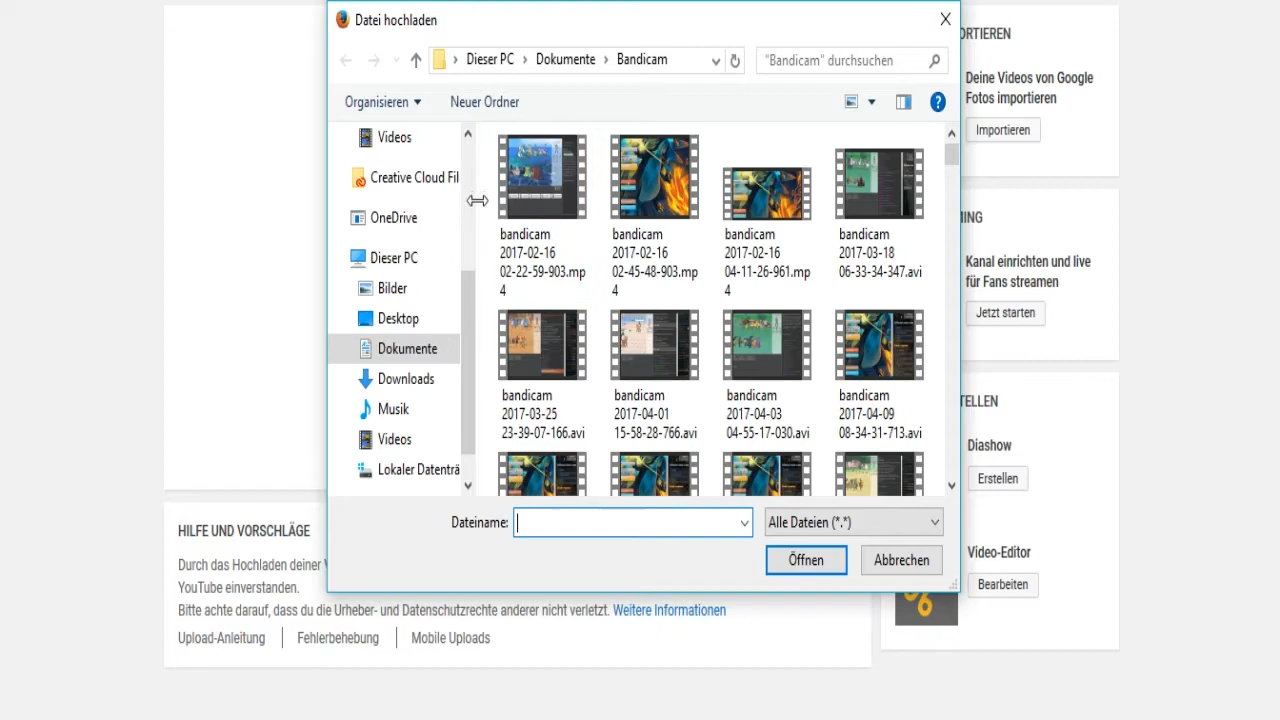 Datei hochladen
Dieser PC › Dokumente › Bandicam
"Bandicam" durchsuchen
Organisieren
Neuer Ordner
?
Videos
Creative Cloud Fil
OneDrive
Dieser PC
Bilder
Desktop
Dokumente
Downloads
Musik
Videos
Lokaler Datenträ
bandicam
2017-02-16
02-22-59-903.mp
4
bandicam
2017-02-16
02-45-48-903.mp
4
bandicam
2017-02-16
04-11-26-961.mp
4
bandicam
2017-03-18
06-33-34-347.avi
bandicam
2017-03-25
23-39-07-166.avi
bandicam
2017-04-01
15-58-28-766.avi
bandicam
2017-04-03
04-55-17-030.avi
bandicam
2017-04-09
08-34-31-713.avi
Dateiname:
Alle Dateien (*.*)
Öffnen
Abbrechen
ORTIEREN
Deine Videos von Google
Fotos importieren
Importieren
ING
Kanal einrichten und live
für Fans streamen
Jetzt starten
TELLEN
Diashow
Erstellen
Video-Editor
Bearbeiten
%
HILFE UND VORSCHLÄGE
Durch das Hochladen deiner V
YouTube einverstanden.
Bitte achte darauf, dass du die Urheber- und Datenschutzrechte anderer nicht verletzt. Weitere Informationen
Upload-Anleitung
Fehlerbehebung
Mobile Uploads